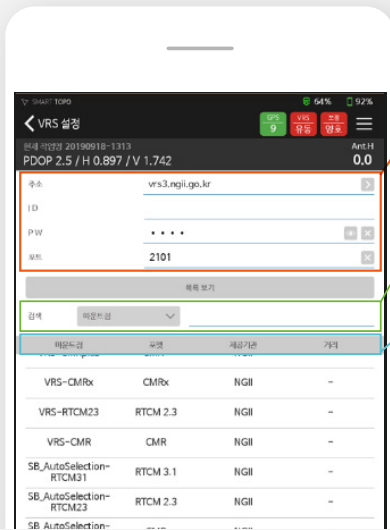 SMART TOPO 64% 92%
VRS 설정 GPS 9 VRS 유동 보통 양호
현재 작업명 20190918-1313 Ant.H
PDOP 2.5 / H 0.897 / V 1.742 0.0
주소 vrs3.ngii.go.kr
ID
PW • • • •
포트 2101
목록 보기
검색 마운트점
마운트점 포맷 제공기관 거리
VRS-CMRx CMRx NGII -
VRS-RTCM23 RTCM 2.3 NGII -
VRS-CMR CMR NGII -
SB_AutoSelection-
RTCM31 RTCM 3.1 NGII -
SB_AutoSelection-
RTCM23 RTCM 2.3 NGII -
SB_AutoSelection-